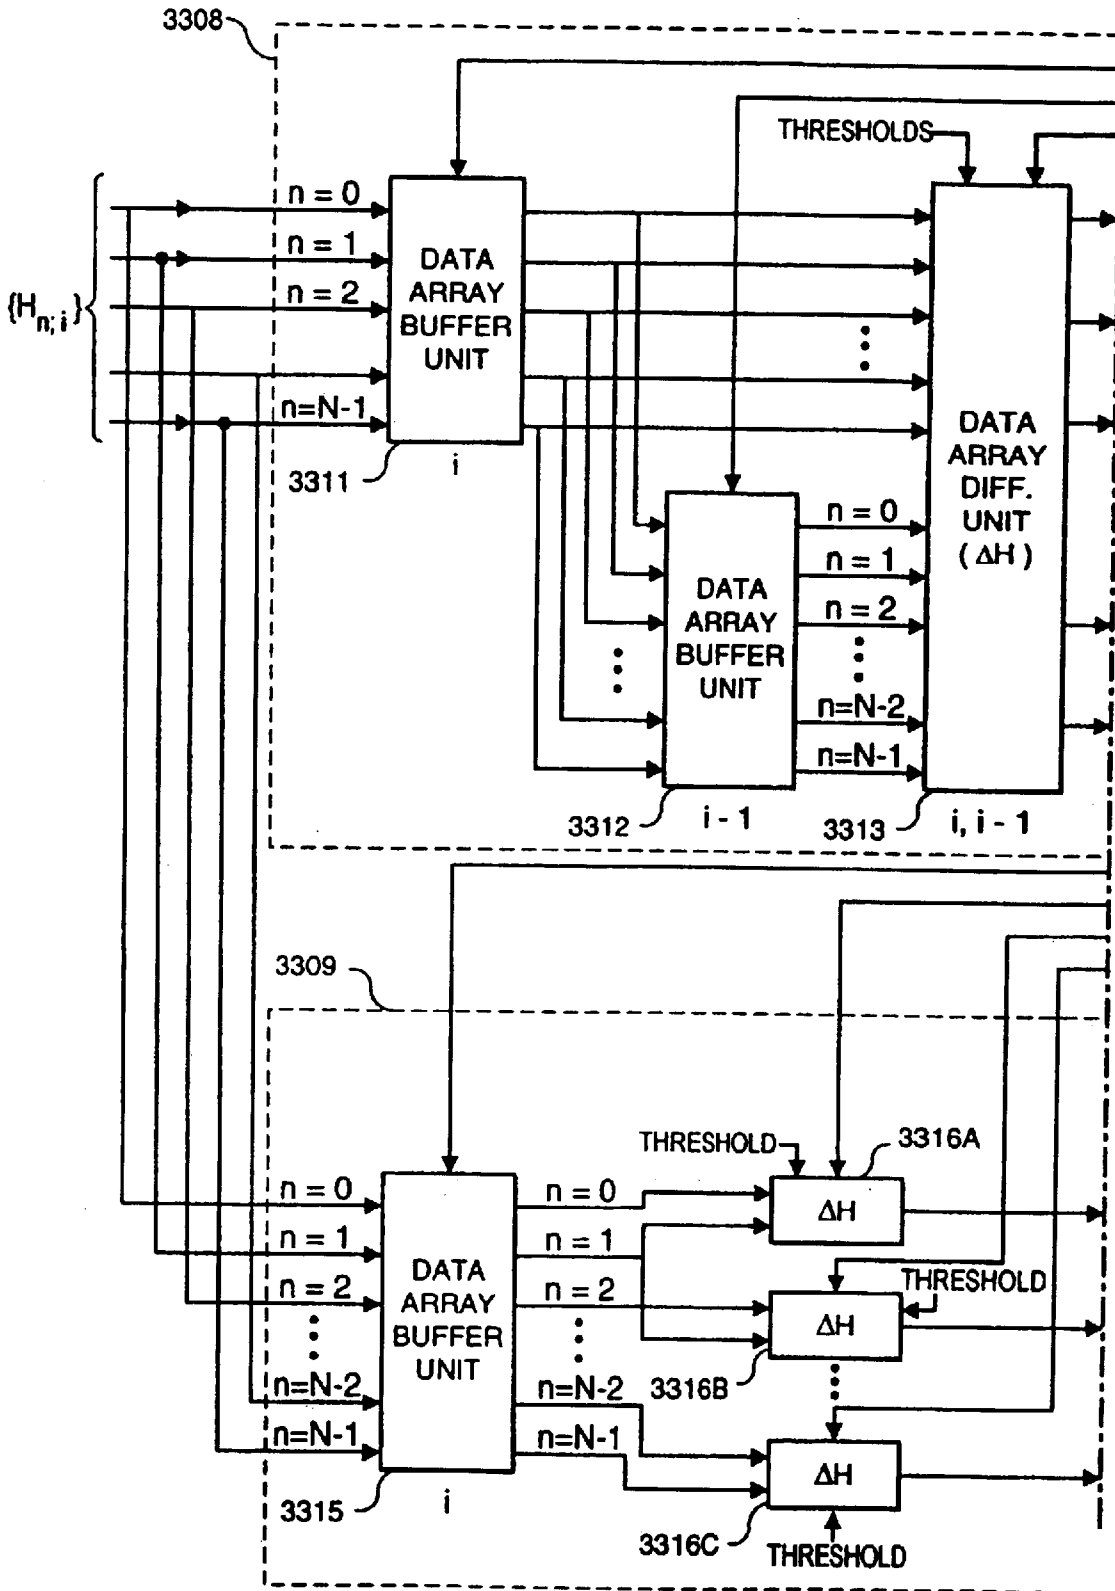 3308
THRESHOLDS
{H_{n;i}}
n = 0
n = 1
n = 2
n=N-1
DATA
ARRAY
BUFFER
UNIT
3311
i
DATA
ARRAY
DIFF.
UNIT
( ΔH )
DATA
ARRAY
BUFFER
UNIT
n = 0
n = 1
n = 2
n=N-2
n=N-1
3312
i - 1
3313
i, i - 1
3309
THRESHOLD
3316A
n = 0
n = 1
n = 2
n=N-2
n=N-1
DATA
ARRAY
BUFFER
UNIT
n = 0
n = 1
n = 2
n=N-2
n=N-1
ΔH
THRESHOLD
ΔH
3316B
ΔH
3315
i
3316C
THRESHOLD